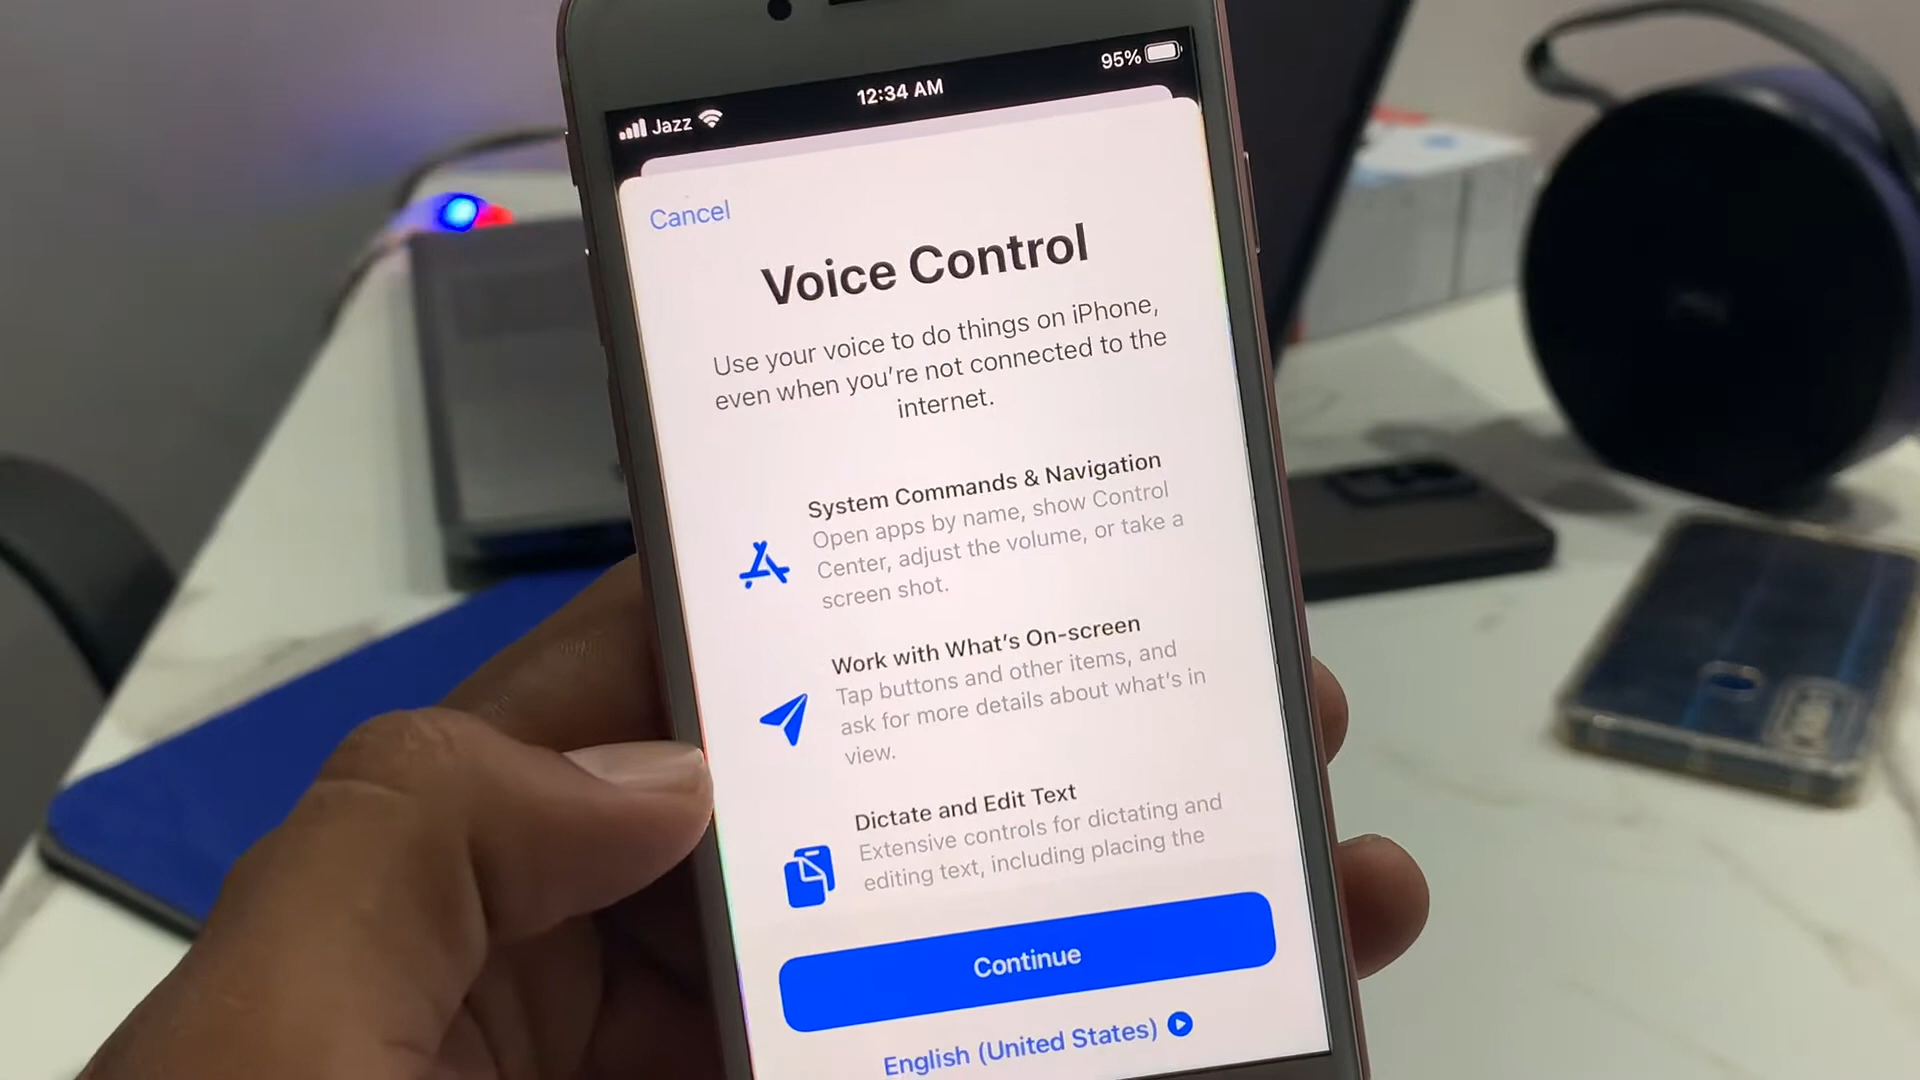 Jazz 12:34 AM 95%
Cancel
Voice Control
Use your voice to do things on iPhone,
even when you're not connected to the
internet.
System Commands & Navigation
Open apps by name, show Control
Center, adjust the volume, or take a
screen shot.
Work with What's On-screen
Tap buttons and other items, and
ask for more details about what's in
view.
Dictate and Edit Text
Extensive controls for dictating and
editing text, including placing the
Continue
English (United States)